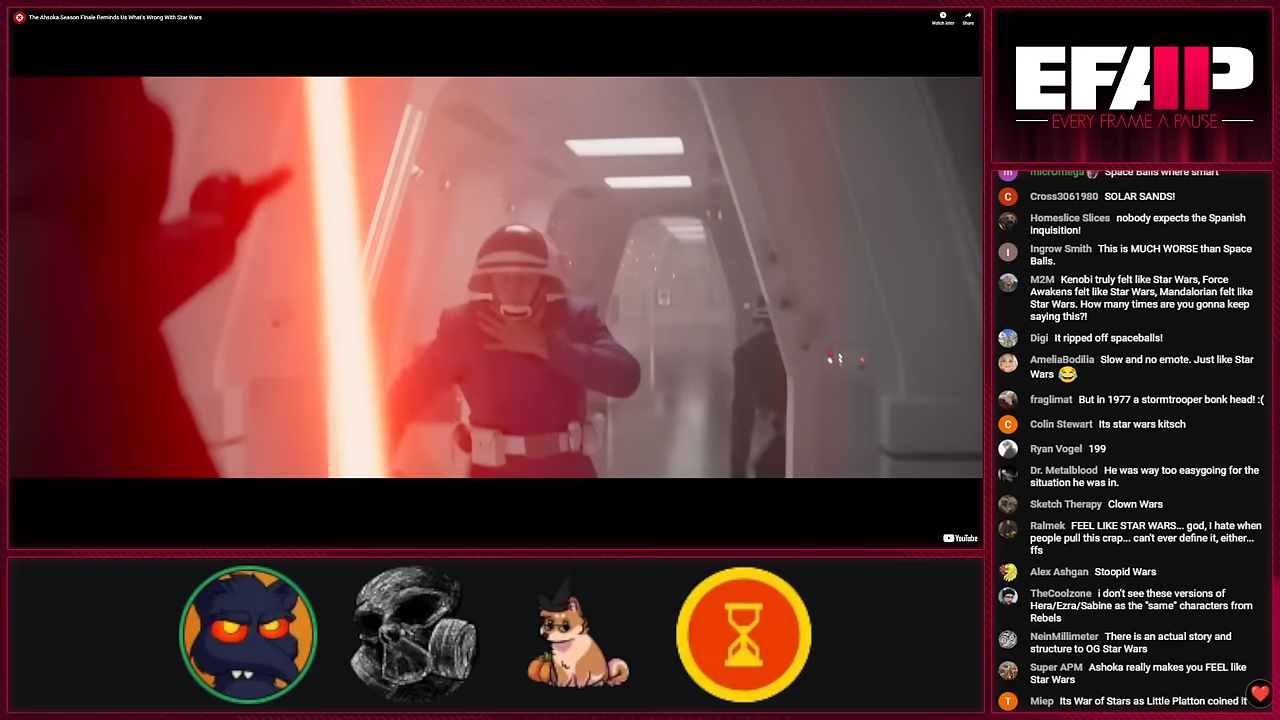 The Ahsoka Season Finale Reminds Us What's Wrong With Star Wars
Watch later
Share
YouTube
EFAP
EVERY FRAME A PAUSE
micrOmega Space Balls where smart
Cross3061980 SOLAR SANDS!
Homeslice Slices nobody expects the Spanish
inquisition!
Ingrow Smith This is MUCH WORSE than Space
Balls.
M2M Kenobi truly felt like Star Wars, Force
Awakens felt like Star Wars, Mandalorian felt like
Star Wars. How many times are you gonna keep
saying this?!
Digi It ripped off spaceballs!
AmeliaBodilia Slow and no emote. Just like Star
Wars 😂
fraglimat But in 1977 a stormtrooper bonk head! :(
Colin Stewart Its star wars kitsch
Ryan Vogel 199
Dr. Metalblood He was way too easygoing for the
situation he was in.
Sketch Therapy Clown Wars
Ralmek FEEL LIKE STAR WARS... god, I hate when
people pull this crap... can't ever define it, either...
ffs
Alex Ashgan Stoopid Wars
TheCoolzone i don't see these versions of
Hera/Ezra/Sabine as the "same" characters from
Rebels
NeinMillimeter There is an actual story and
structure to OG Star Wars
Super APM Ashoka really makes you FEEL like
Star Wars
Miep Its War of Stars as Little Platton coined it